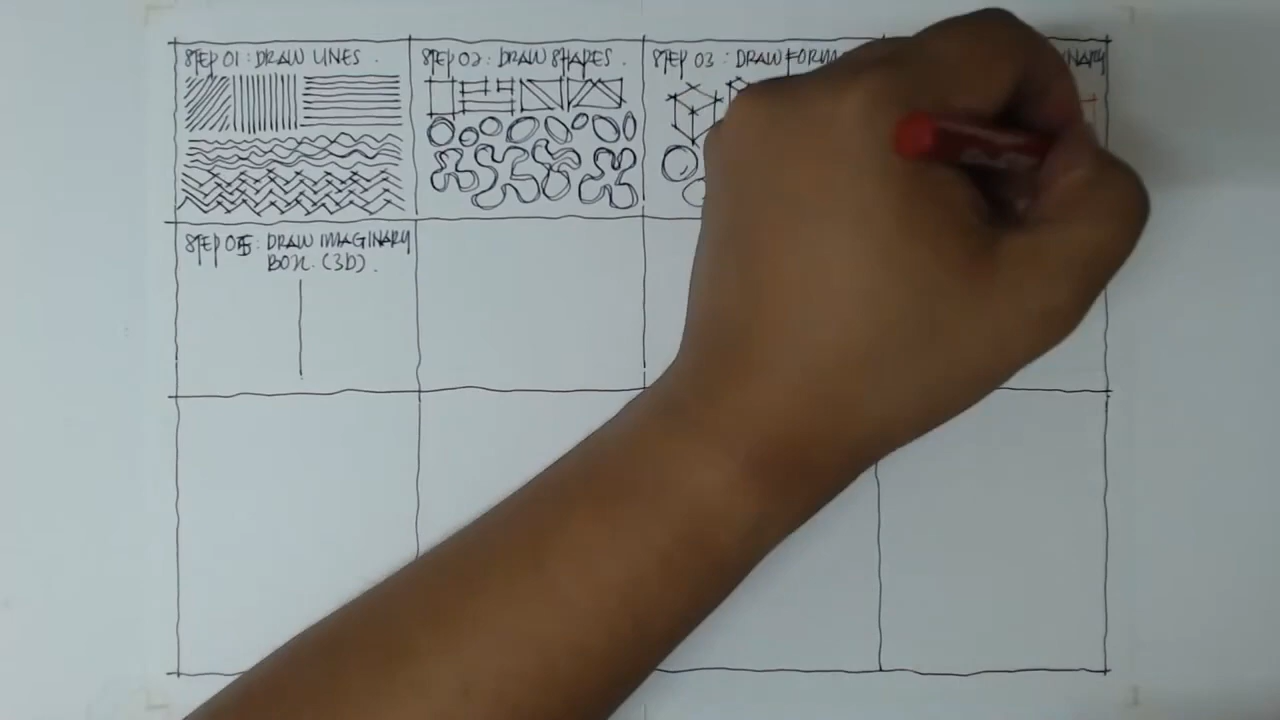 STEP 01 : DRAW LINES .
STEP 02 : DRAW SHAPES .
STEP 03 : DRAW FORM
STEP 05 : DRAW IMAGINARY
BOX. (3D) .